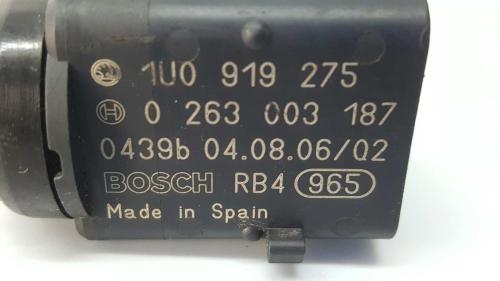 1U0 919 275
0 263 003 187
0439b 04.08.06/02
BOSCH RB4 965
Made in Spain